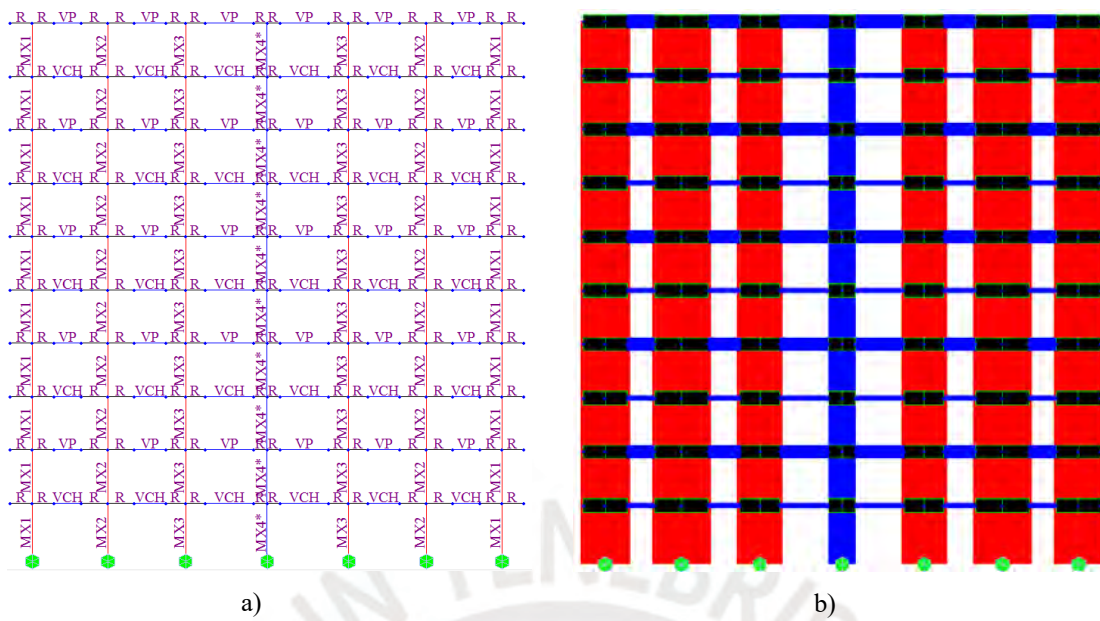 R R VP R R VP R R VP R R VP R R VP R R VP R R
MX1 MX2 MX3 MX4* MX3 MX2 MX1
R R VCH R R VCH R R VCH R R VCH R R VCH R R VCH R R
MX1 MX2 MX3 MX4* MX3 MX2 MX1
R R VP R R VP R R VP R R VP R R VP R R VP R R
MX1 MX2 MX3 MX4* MX3 MX2 MX1
R R VCH R R VCH R R VCH R R VCH R R VCH R R VCH R R
MX1 MX2 MX3 MX4* MX3 MX2 MX1
R R VP R R VP R R VP R R VP R R VP R R VP R R
MX1 MX2 MX3 MX4* MX3 MX2 MX1
R R VCH R R VCH R R VCH R R VCH R R VCH R R VCH R R
MX1 MX2 MX3 MX4* MX3 MX2 MX1
R R VP R R VP R R VP R R VP R R VP R R VP R R
MX1 MX2 MX3 MX4* MX3 MX2 MX1
R R VCH R R VCH R R VCH R R VCH R R VCH R R VCH R R
MX1 MX2 MX3 MX4* MX3 MX2 MX1
R R VP R R VP R R VP R R VP R R VP R R VP R R
MX1 MX2 MX3 MX4* MX3 MX2 MX1
R R VCH R R VCH R R VCH R R VCH R R VCH R R VCH R R
MX1 MX2 MX3 MX4* MX3 MX2 MX1
IN TENEBRIS
a) b)